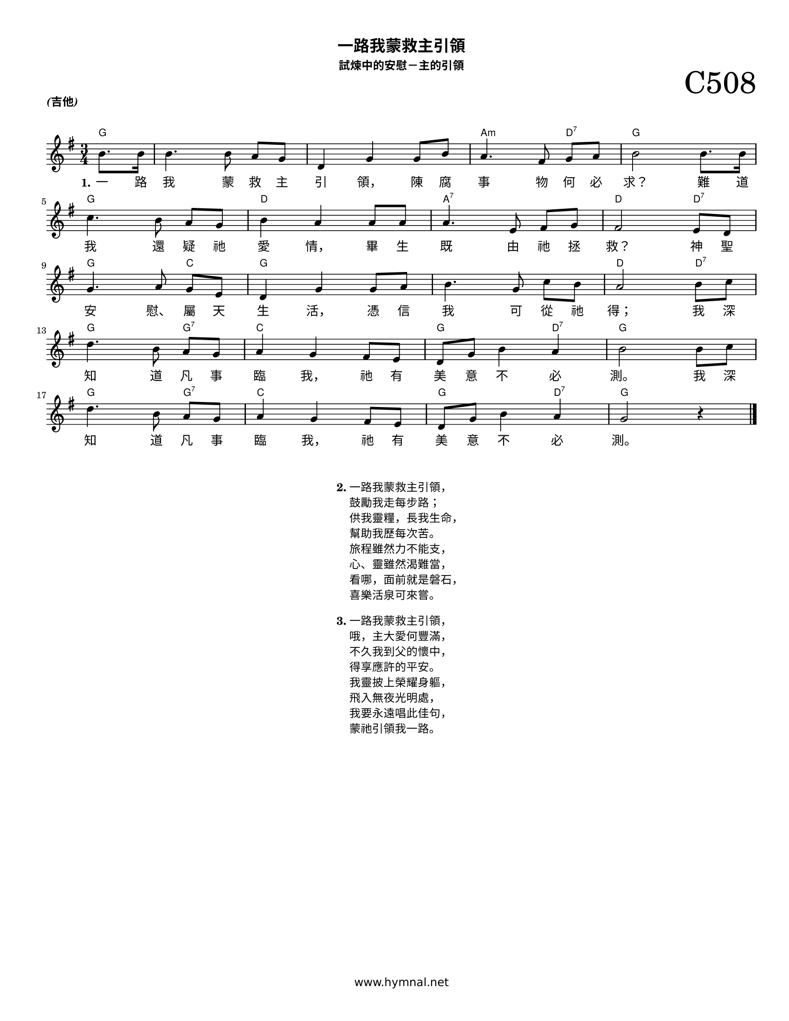 一路我蒙救主引領
試煉中的安慰－主的引領
C508
(吉他)
G Am D7 G
1. 一 路 我 蒙 救 主 引 領， 陳 腐 事 物 何 必 求？ 難 道
5 G D A7 D D7
我 還 疑 祂 愛 情， 畢 生 既 由 祂 拯 救？ 神 聖
9 G C G D D7
安 慰、 屬 天 生 活， 憑 信 我 可 從 祂 得； 我 深
13 G G7 C G D7 G
知 道 凡 事 臨 我， 祂 有 美 意 不 必 測。 我 深
17 G G7 C G D7 G
知 道 凡 事 臨 我， 祂 有 美 意 不 必 測。
2. 一路我蒙救主引領，
鼓勵我走每步路；
供我靈糧，長我生命，
幫助我歷每次苦。
旅程雖然力不能支，
心、靈雖然渴難當，
看哪，面前就是磐石，
喜樂活泉可來嘗。
3. 一路我蒙救主引領，
哦，主大愛何豐滿，
不久我到父的懷中，
得享應許的平安。
我靈披上榮耀身軀，
飛入無夜光明處，
我要永遠唱此佳句，
蒙祂引領我一路。
www.hymnal.net